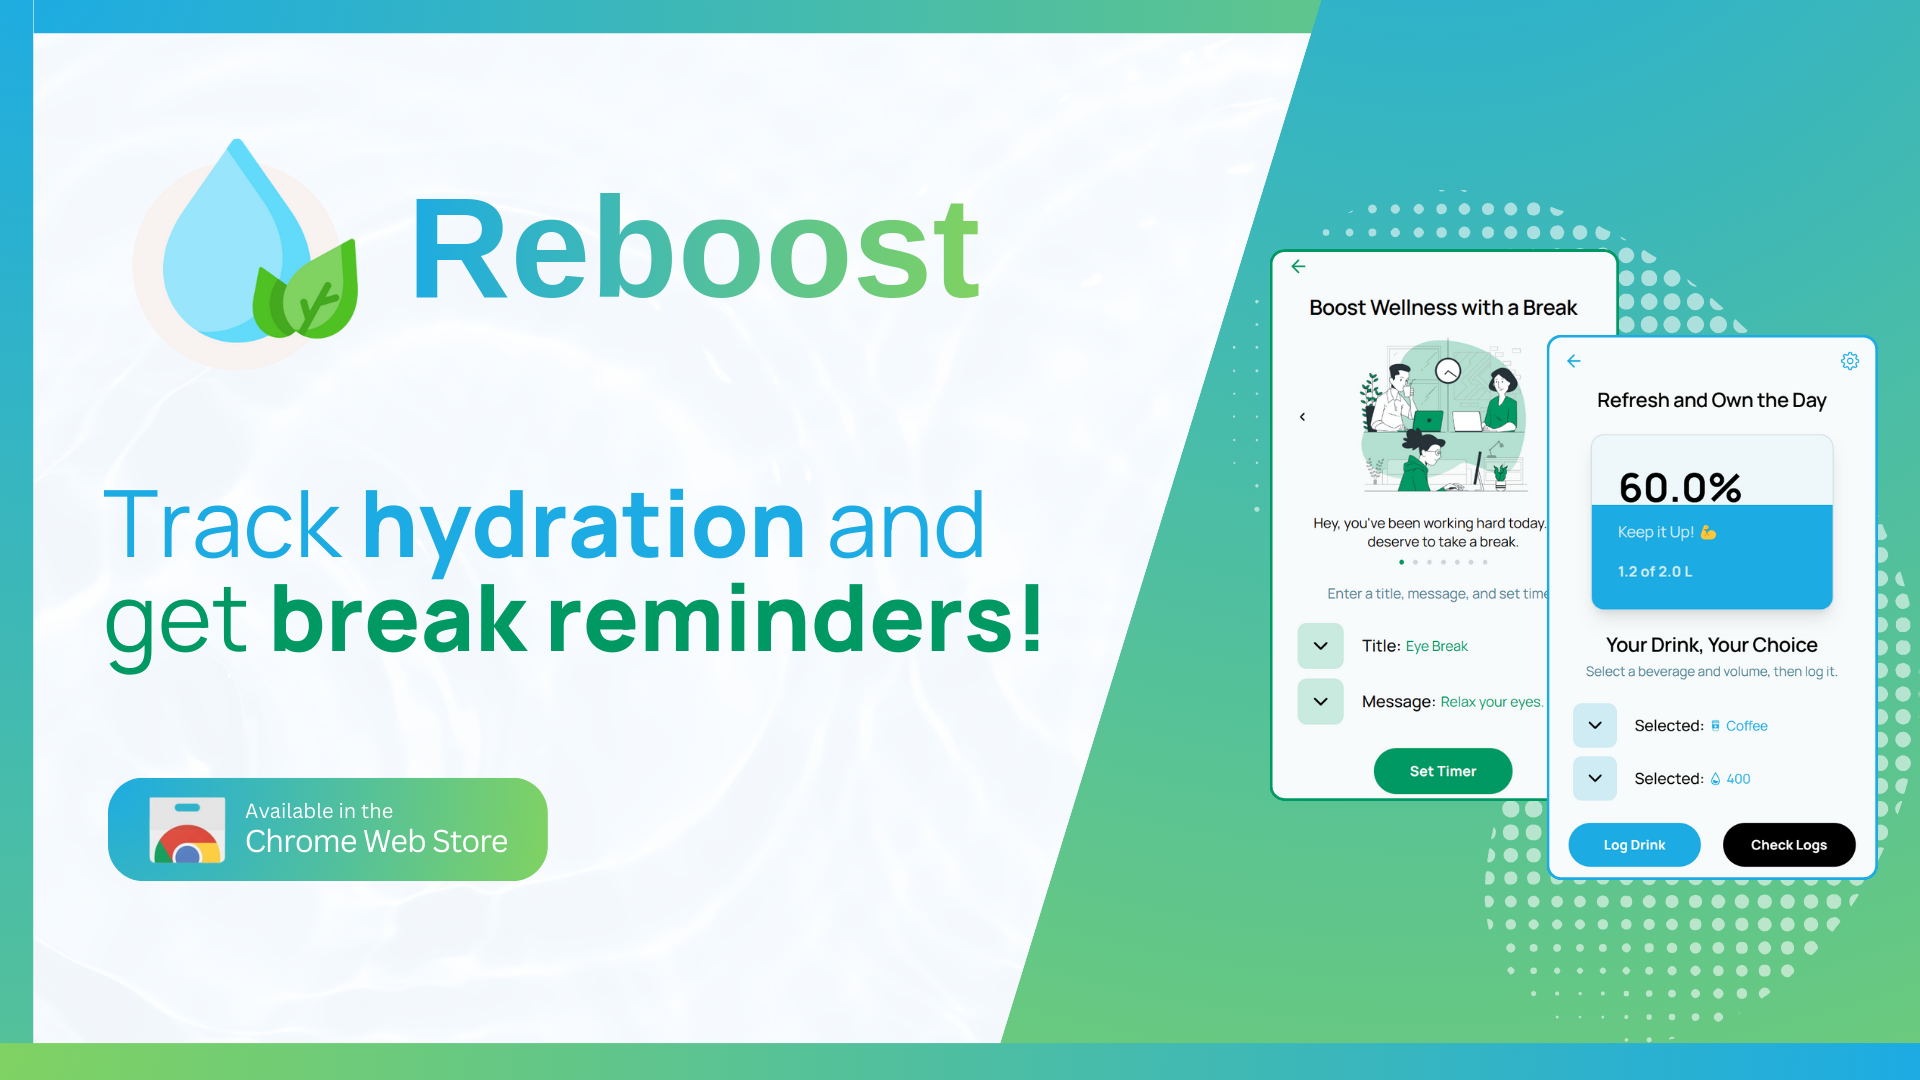 Reboost
Track hydration and
get break reminders!
Available in the
Chrome Web Store
Boost Wellness with a Break
Hey, you've been working hard today.
deserve to take a break.
Enter a title, message, and set time
Title: Eye Break
Message: Relax your eyes.
Set Timer
Refresh and Own the Day
60.0%
Keep it Up! 💪
1.2 of 2.0 L
Your Drink, Your Choice
Select a beverage and volume, then log it.
Selected: Coffee
Selected: 400
Log Drink
Check Logs